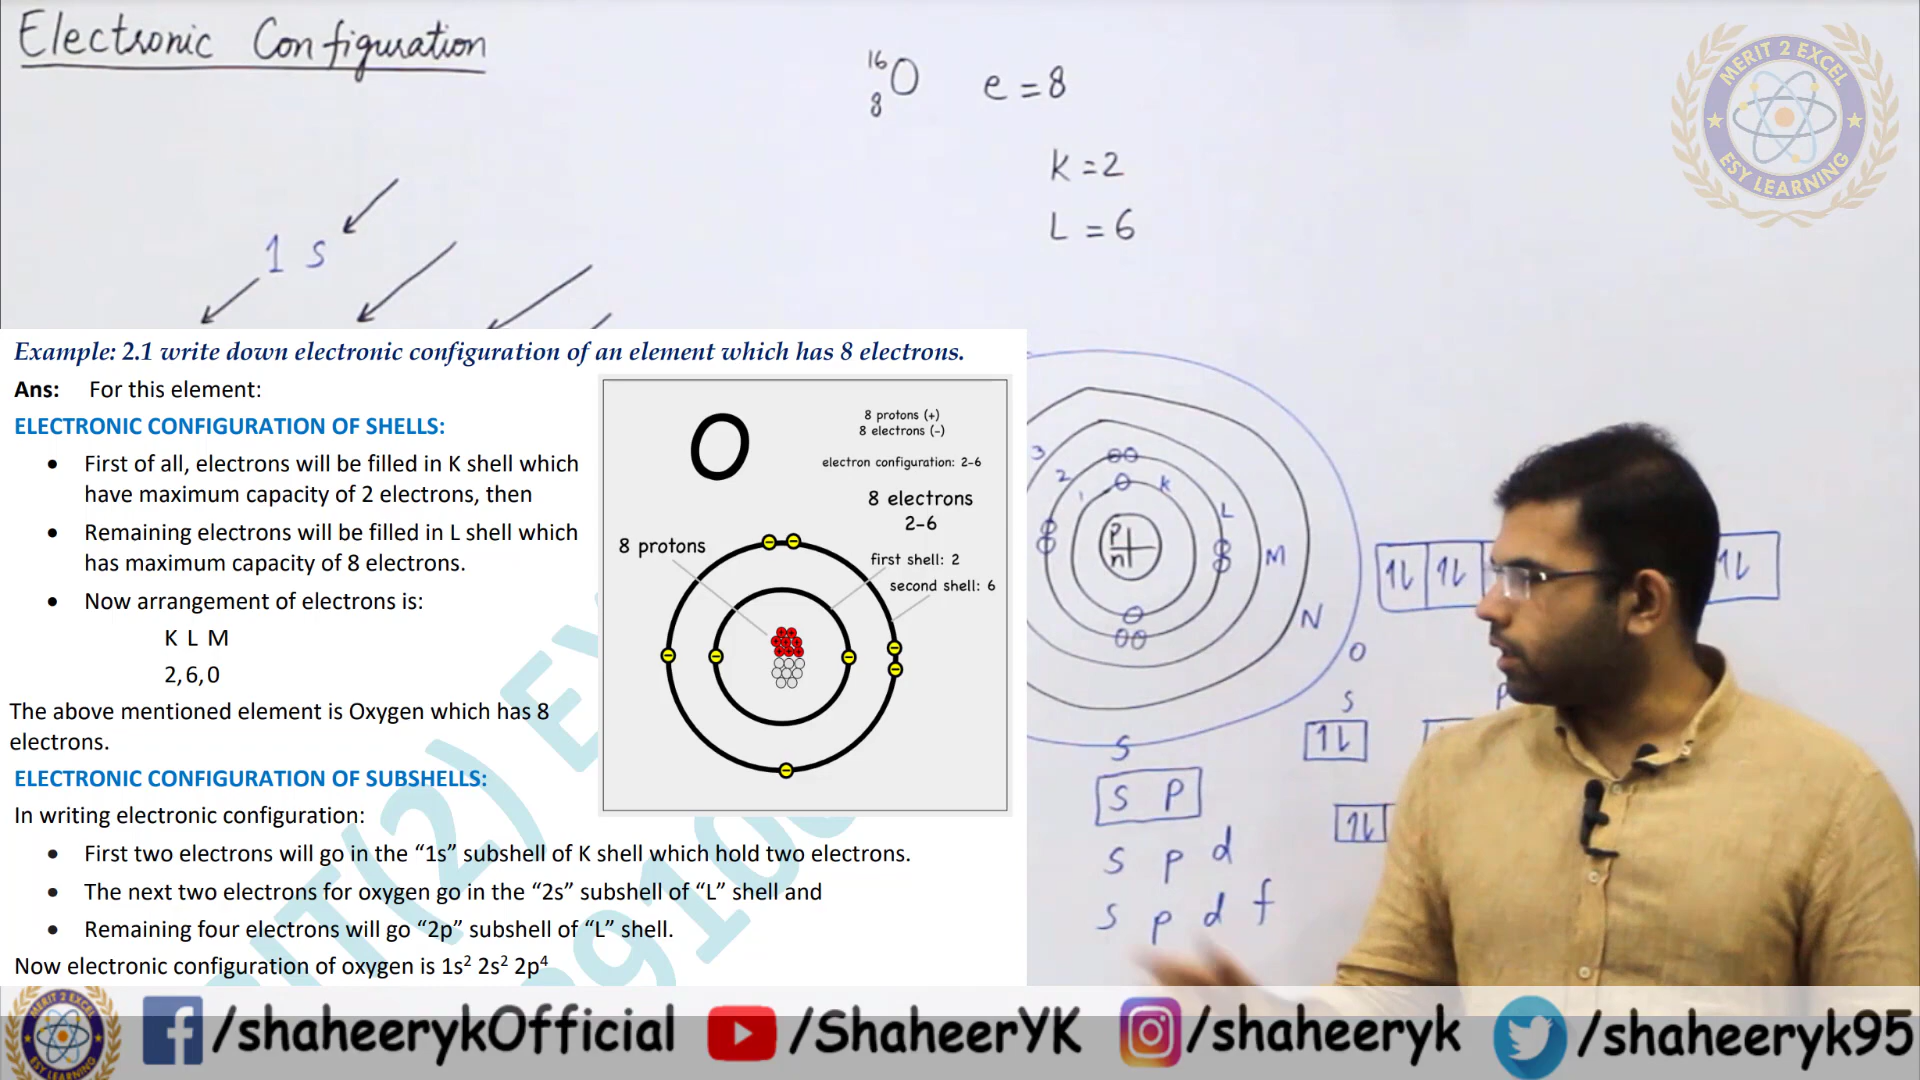 Electronic Configuration
16
8 O e = 8
K = 2
L = 6
1 s
MERIT 2 EXCEL
ESY LEARNING
Example: 2.1 write down electronic configuration of an element which has 8 electrons.
Ans: For this element:
ELECTRONIC CONFIGURATION OF SHELLS:
• First of all, electrons will be filled in K shell which
have maximum capacity of 2 electrons, then
• Remaining electrons will be filled in L shell which
has maximum capacity of 8 electrons.
• Now arrangement of electrons is:
K L M
2,6,0
The above mentioned element is Oxygen which has 8
electrons.
ELECTRONIC CONFIGURATION OF SUBSHELLS:
In writing electronic configuration:
• First two electrons will go in the “1s” subshell of K shell which hold two electrons.
• The next two electrons for oxygen go in the “2s” subshell of “L” shell and
• Remaining four electrons will go “2p” subshell of “L” shell.
Now electronic configuration of oxygen is 1s² 2s² 2p⁴
O
8 protons (+)
8 electrons (-)
electron configuration: 2-6
8 electrons
2-6
8 protons
first shell: 2
second shell: 6
3
2
1
K
L
M
N
O
p
n
s
p
s
s p
s p d
s p d f
/shaheerykOfficial
/ShaheerYK
/shaheeryk
/shaheeryk95